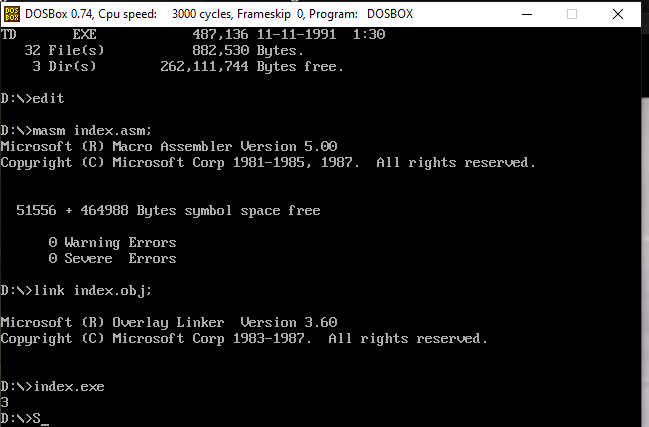 DOSBox 0.74, Cpu speed: 3000 cycles, Frameskip 0, Program: DOSBOX
TD EXE 487,136 11-11-1991 1:30
32 File(s) 882,530 Bytes.
3 Dir(s) 262,111,744 Bytes free.
D:\>edit
D:\>masm index.asm;
Microsoft (R) Macro Assembler Version 5.00
Copyright (C) Microsoft Corp 1981-1985, 1987. All rights reserved.
51556 + 464988 Bytes symbol space free
0 Warning Errors
0 Severe Errors
D:\>link index.obj;
Microsoft (R) Overlay Linker Version 3.60
Copyright (C) Microsoft Corp 1983-1987. All rights reserved.
D:\>index.exe
3
D:\>S_